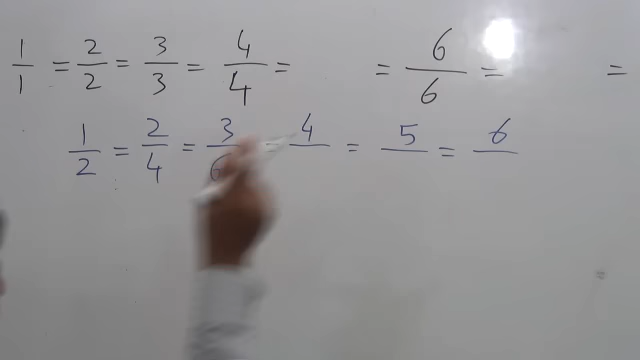 1/1 = 2/2 = 3/3 = 4/4 = = 6/6 = =
1/2 = 2/4 = 3/6 = 4/ = 5/ = 6/